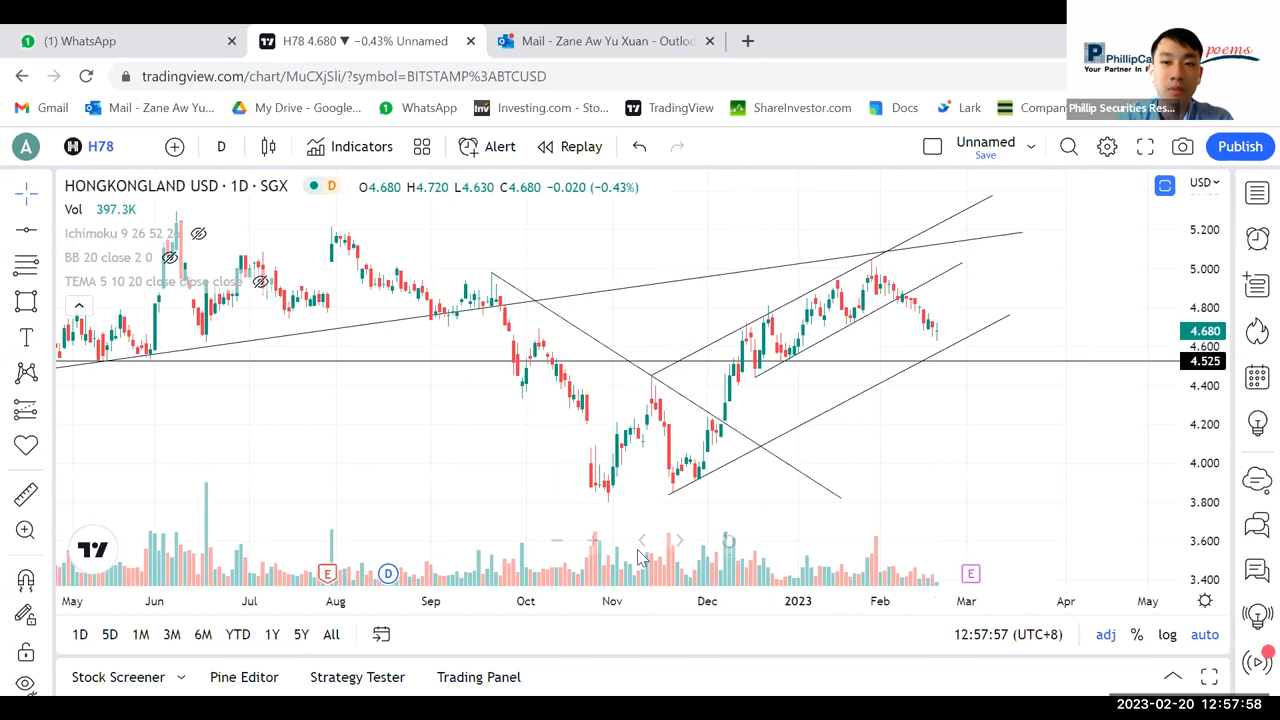 (1) WhatsApp
H78 4.680 ▼ −0.43% Unnamed
Mail - Zane Aw Yu Xuan - Outloo
tradingview.com/chart/MuCXjSIi/?symbol=BITSTAMP%3ABTCUSD
Gmail
Mail - Zane Aw Yu...
My Drive - Google...
WhatsApp
Inv
Investing.com - Sto...
TradingView
ShareInvestor.com
Docs
Lark
Compan
PhillipCa
Your Partner In F
poems
Phillip Securities Res...
A
H78
D
Indicators
Alert
Replay
Unnamed
Save
Publish
HONGKONGLAND USD · 1D · SGX
D
O4.680 H4.720 L4.630 C4.680 −0.020 (−0.43%)
Vol 397.3K
Ichimoku 9 26 52 26
BB 20 close 2 0
TEMA 5 10 20 close close close
USD
5.200
5.000
4.800
4.680
4.600
4.525
4.400
4.200
4.000
3.800
3.600
3.400
E
D
E
May Jun Jul Aug Sep Oct Nov Dec 2023 Feb Mar Apr May
1D 5D 1M 3M 6M YTD 1Y 5Y All
12:57:57 (UTC+8)
adj % log auto
Stock Screener
Pine Editor
Strategy Tester
Trading Panel
2023-02-20 12:57:58